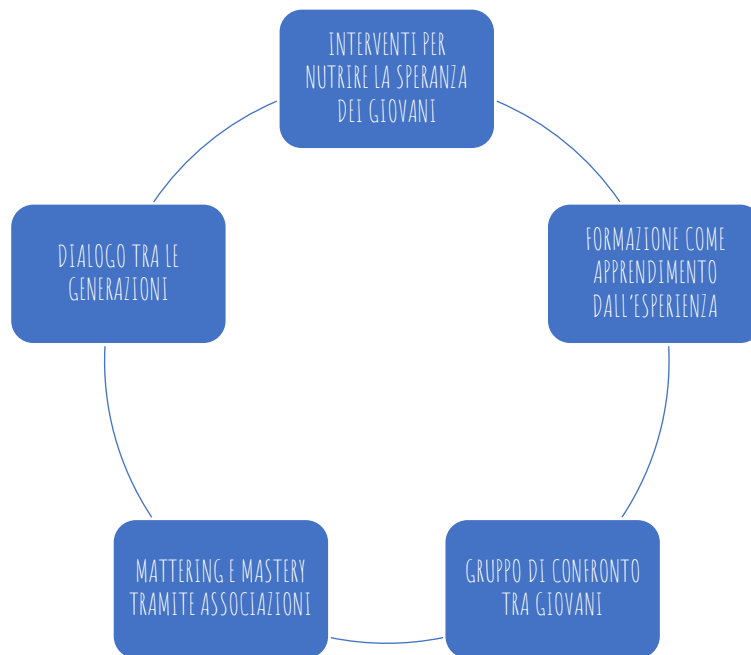 INTERVENTI PER
NUTRIRE LA SPERANZA
DEI GIOVANI
FORMAZIONE COME
APPRENDIMENTO
DALL'ESPERIENZA
GRUPPO DI CONFRONTO
TRA GIOVANI
MATTERING E MASTERY
TRAMITE ASSOCIAZIONI
DIALOGO TRA LE
GENERAZIONI